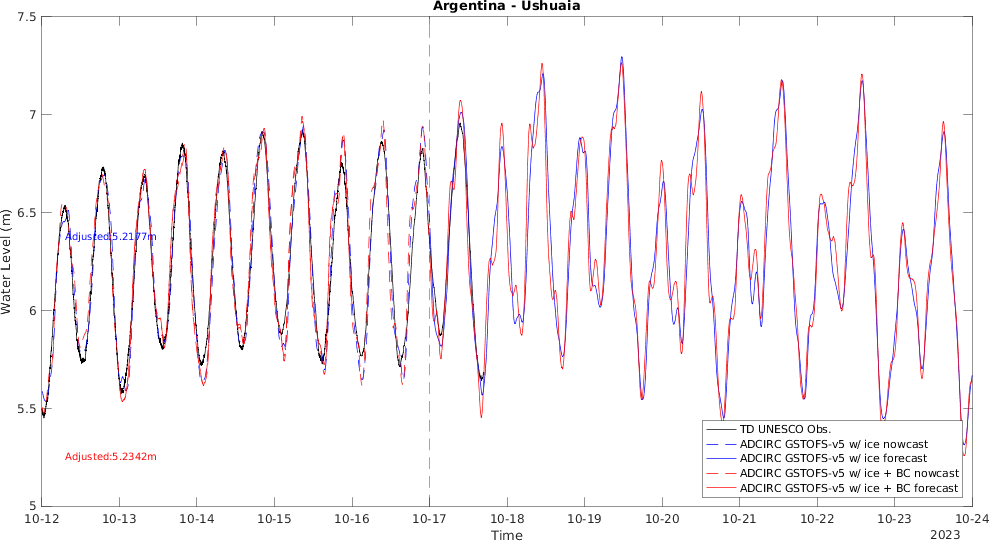 Argentina - Ushuaia
7.5
7
6.5
6
5.5
5
Water Level (m)
Adjusted:5.2177m
Adjusted:5.2342m
TD UNESCO Obs.
ADCIRC GSTOFS-v5 w/ ice nowcast
ADCIRC GSTOFS-v5 w/ ice forecast
ADCIRC GSTOFS-v5 w/ ice + BC nowcast
ADCIRC GSTOFS-v5 w/ ice + BC forecast
10-12 10-13 10-14 10-15 10-16 10-17 10-18 10-19 10-20 10-21 10-22 10-23 10-24
Time
2023